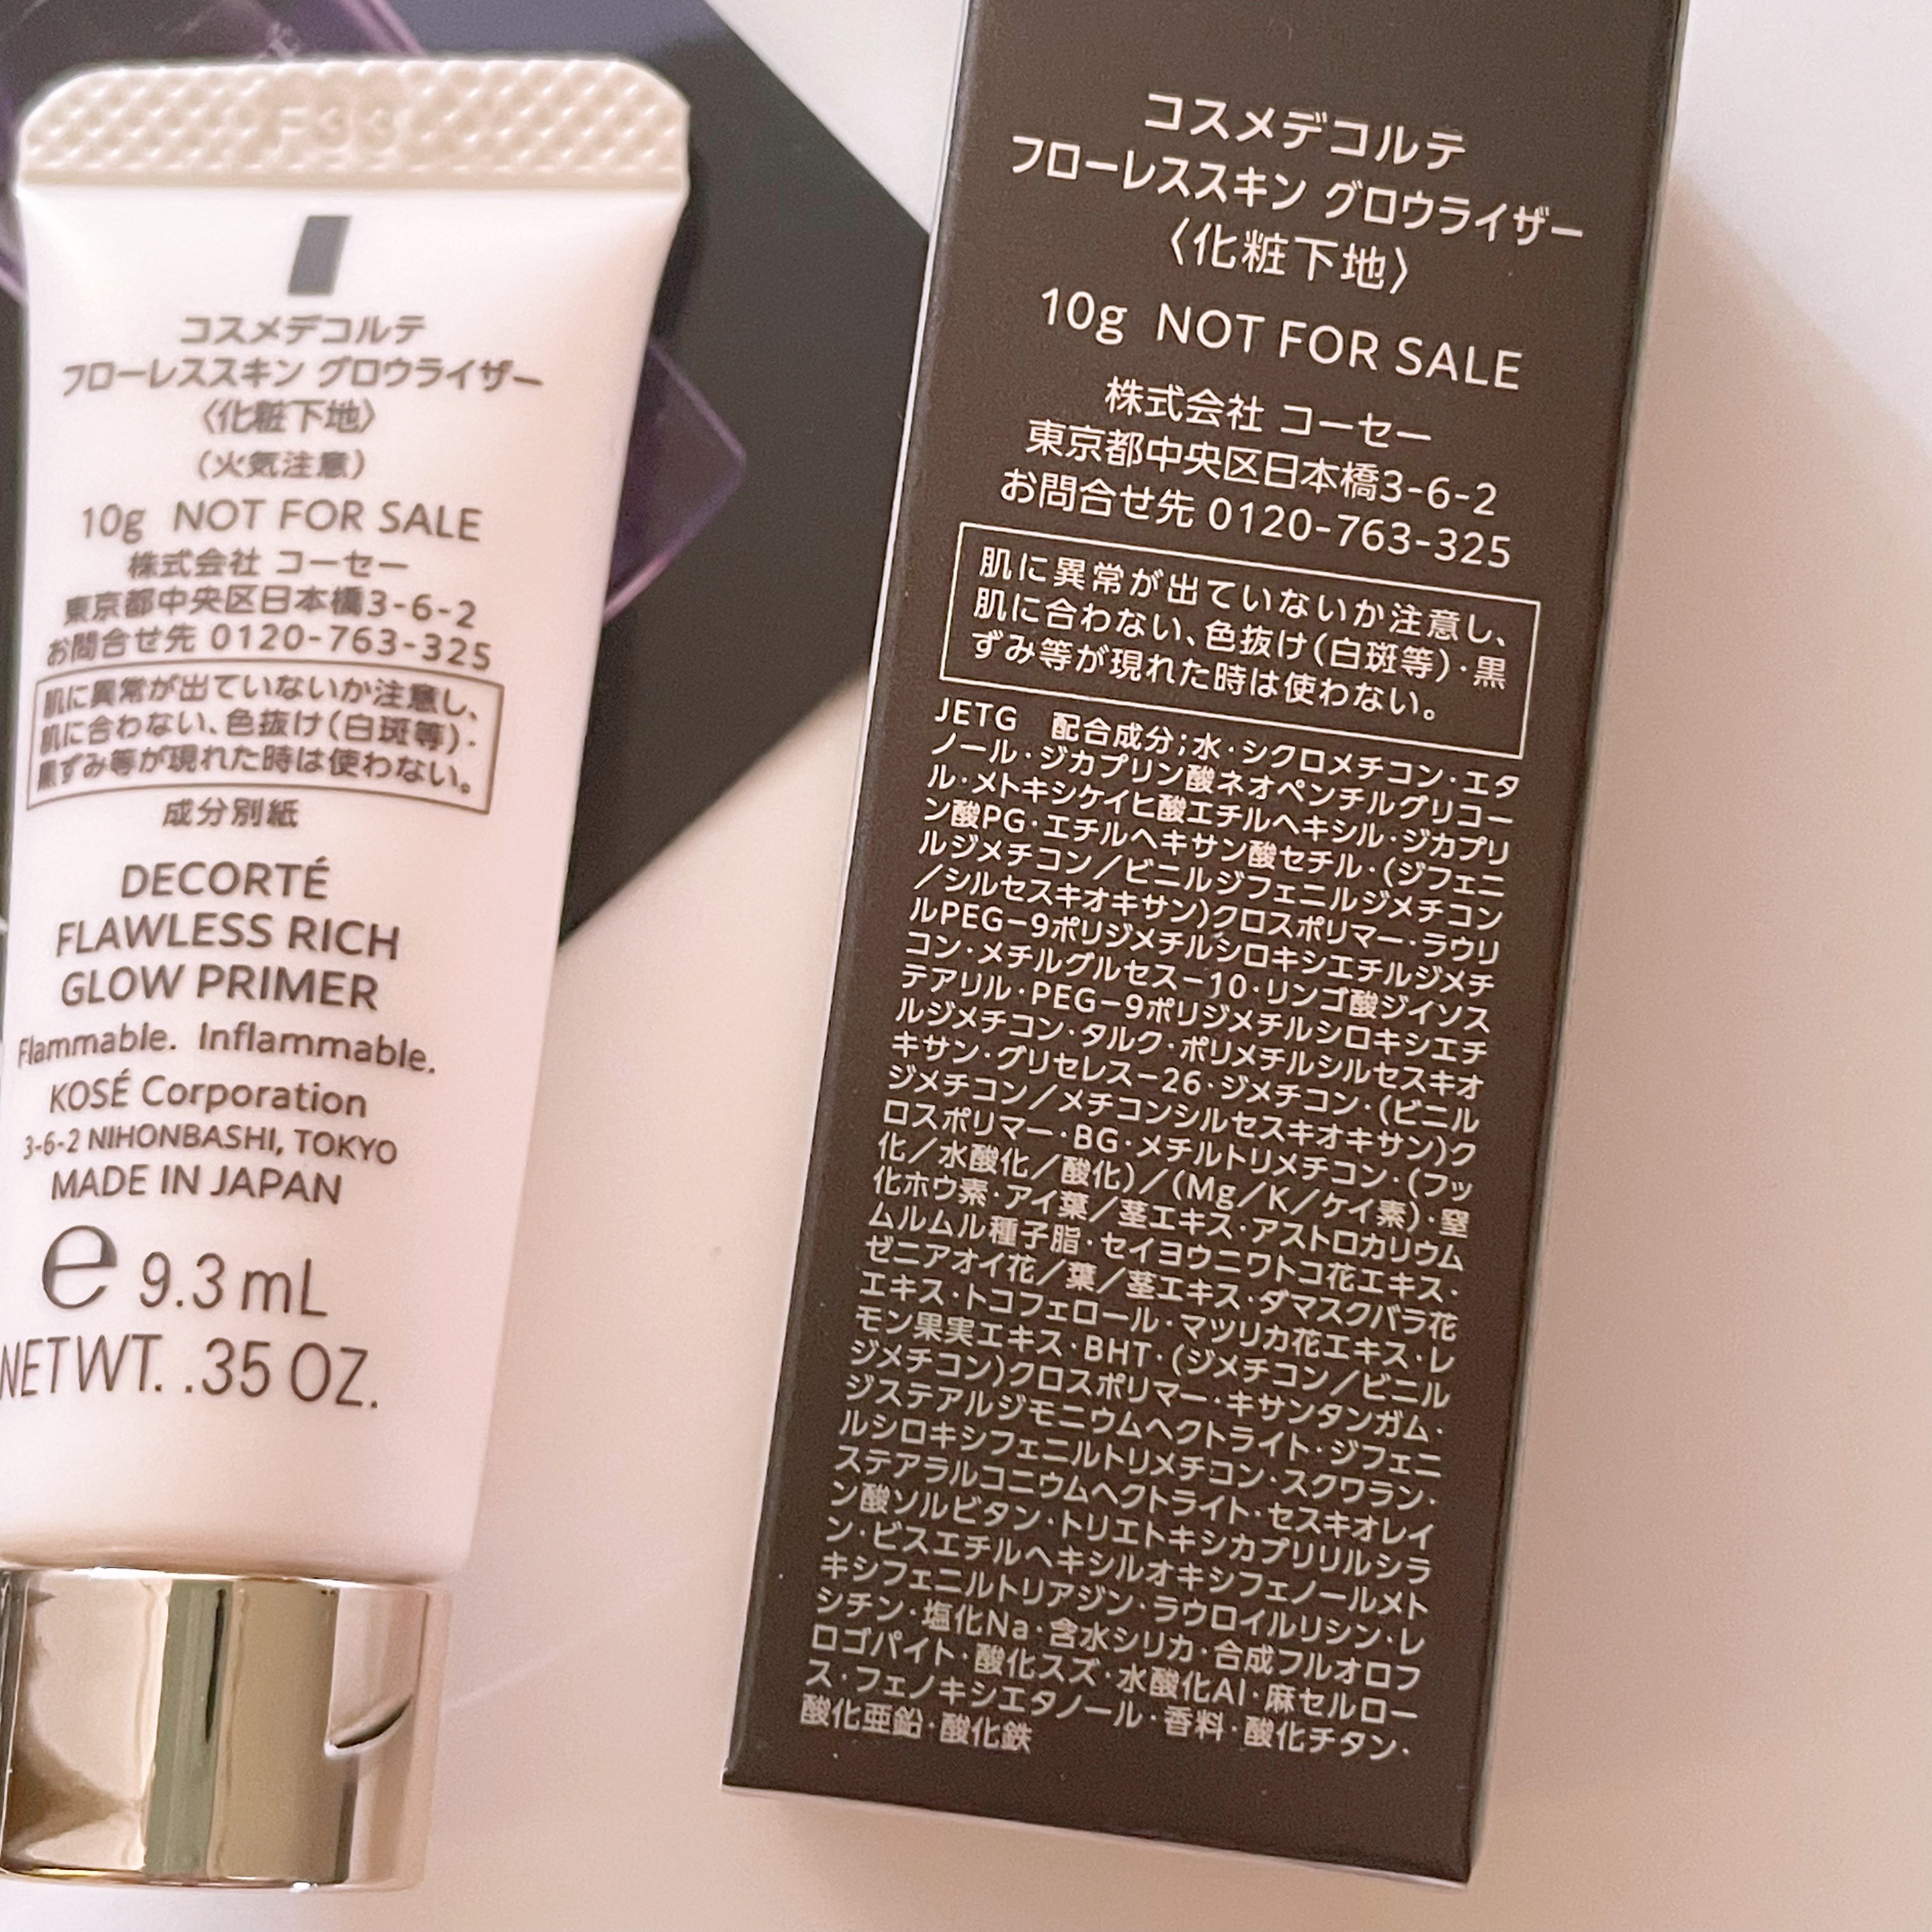 F33
コスメデコルテ
フローレススキン グロウライザー
〈化粧下地〉
(火気注意)
10g NOT FOR SALE
株式会社 コーセー
東京都中央区日本橋3-6-2
お問合せ先 0120-763-325
肌に異常が出ていないか注意し、
肌に合わない、色抜け(白斑等)・
黒ずみ等が現れた時は使わない。
成分別紙
DECORTÉ
FLAWLESS RICH
GLOW PRIMER
Flammable. Inflammable.
KOSÉ Corporation
3-6-2 NIHONBASHI, TOKYO
MADE IN JAPAN
e 9.3 mL
NET WT. .35 OZ.
コスメデコルテ
フローレススキン グロウライザー
〈化粧下地〉
10g NOT FOR SALE
株式会社 コーセー
東京都中央区日本橋3-6-2
お問合せ先 0120-763-325
肌に異常が出ていないか注意し、
肌に合わない、色抜け(白斑等)・黒
ずみ等が現れた時は使わない。
JETG 配合成分;水・シクロメチコン・エタ
ノール・ジカプリン酸ネオペンチルグリコー
ル・メトキシケイヒ酸エチルヘキシル・ジカプリ
ン酸PG・エチルヘキサン酸セチル・(ジフェニ
ルジメチコン/ビニルジフェニルジメチコン
/シルセスキオキサン)クロスポリマー・ラウリ
ルPEG-9ポリジメチルシロキシエチルジメチ
コン・メチルグルセス-10・リンゴ酸ジイソス
テアリル・PEG-9ポリジメチルシロキシエチ
ルジメチコン・タルク・ポリメチルシルセスキオ
キサン・グリセレス-26・ジメチコン・(ビニル
ジメチコン/メチコンシルセスキオキサン)ク
ロスポリマー・BG・メチルトリメチコン・(フッ
化/水酸化/酸化)/(Mg/K/ケイ素)・窒
化ホウ素・アイ葉/茎エキス・アストロカリウム
ムルムル種子脂・セイヨウニワトコ花エキス・
ゼニアオイ花/葉/茎エキス・ダマスクバラ花
エキス・トコフェロール・マツリカ花エキス・レ
モン果実エキス・BHT・(ジメチコン/ビニル
ジメチコン)クロスポリマー・キサンタンガム・
ジステアルジモニウムヘクトライト・ジフェニ
ルシロキシフェニルトリメチコン・スクワラン・
ステアラルコニウムヘクトライト・セスキオレイ
ン酸ソルビタン・トリエトキシカプリリルシラ
ン・ビスエチルヘキシルオキシフェノールメト
キシフェニルトリアジン・ラウロイルリシン・レ
シチン・塩化Na・含水シリカ・合成フルオロフ
ロゴパイト・酸化スズ・水酸化Al・麻セルロー
ス・フェノキシエタノール・香料・酸化チタン・
酸化亜鉛・酸化鉄